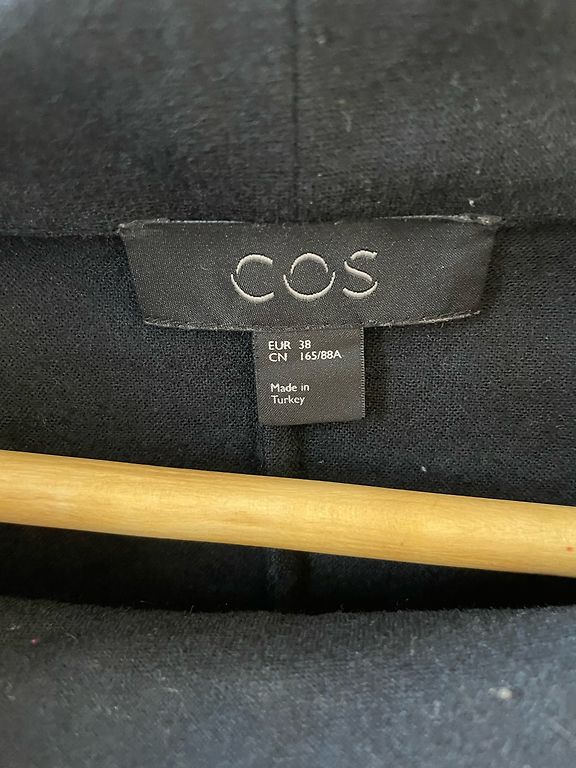 COS
EUR 38
CN 165/88A
Made in
Turkey